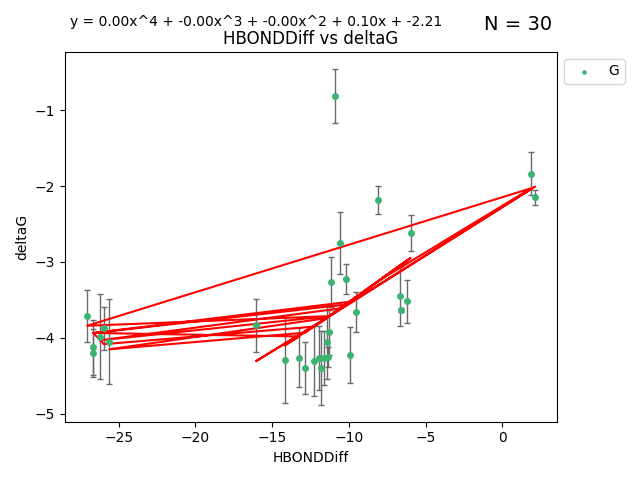 y = 0.00x^4 + -0.00x^3 + -0.00x^2 + 0.10x + -2.21
N = 30
HBONDDiff vs deltaG
G
−1
−2
−3
−4
−5
deltaG
−25 −20 −15 −10 −5 0
HBONDDiff